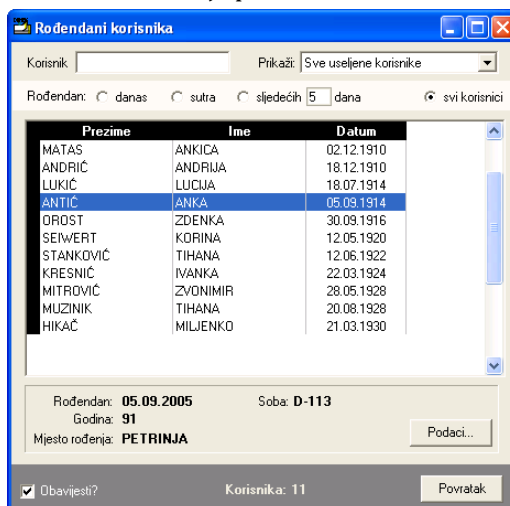 Rođendani korisnika
Korisnik Prikaži: Sve useljene korisnike
Rođendan: danas sutra sljedećih 5 dana svi korisnici
Prezime Ime Datum
MATAS ANKICA 02.12.1910
ANDRIĆ ANDRIJA 18.12.1910
LUKIĆ LUCIJA 18.07.1914
ANTIĆ ANKA 05.09.1914
OROST ZDENKA 30.09.1916
SEIWERT KORINA 12.05.1920
STANKOVIĆ TIHANA 12.06.1922
KRESNIĆ IVANKA 22.03.1924
MITROVIĆ ZVONIMIR 28.05.1928
MUZINIK TIHANA 20.08.1928
HIKAČ MILJENKO 21.03.1930
Rođendan: 05.09.2005 Soba: D-113
Godina: 91
Mjesto rođenja: PETRINJA
Podaci...
Obavijesti? Korisnika: 11 Povratak